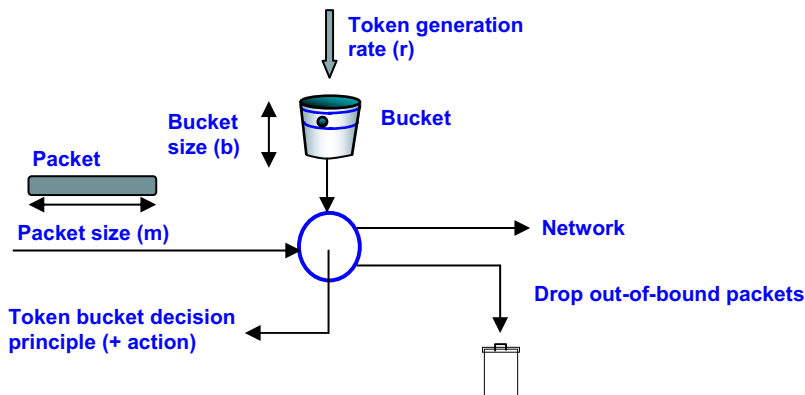 Token generation
rate (r)
Bucket
size (b)
Bucket
Packet
Packet size (m)
Network
Drop out-of-bound packets
Token bucket decision
principle (+ action)